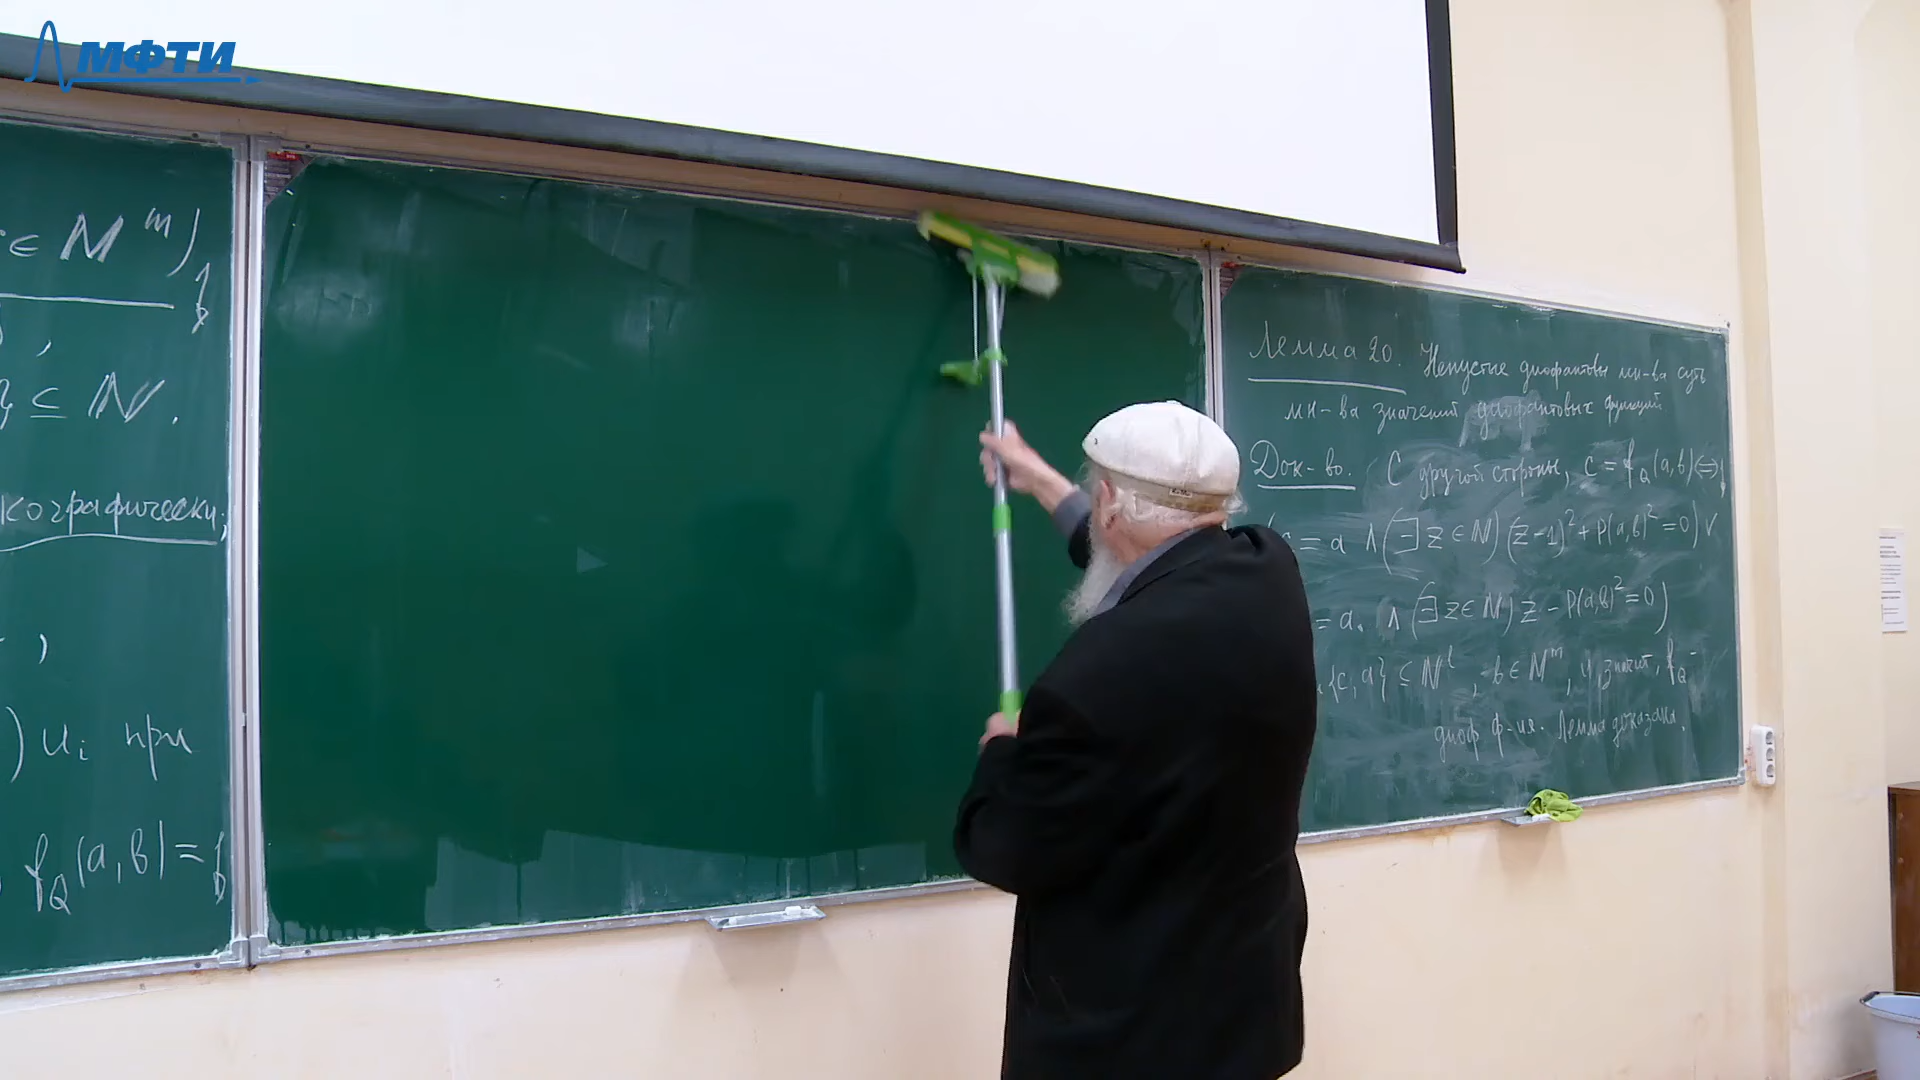 МФТИ
∈ N^m),
⊆ N.
кографически,
) u_i при
f_Q(a,b)=
Лемма 20. Непустые диофантовы мн-ва суть
мн-ва значений диофантовых функций
Док-во. С другой стороны, c = f_Q(a,b) ⇔
c = a ∧ (∃ z ∈ N) (z-1)² + P(a,b)² = 0) ∨
= a, ∧ (∃ z ∈ N) z - P(a,b)² = 0)
{c, a} ⊆ N^l, b ∈ N^m, и, значит, f_Q -
диоф ф-ия. Лемма доказана.